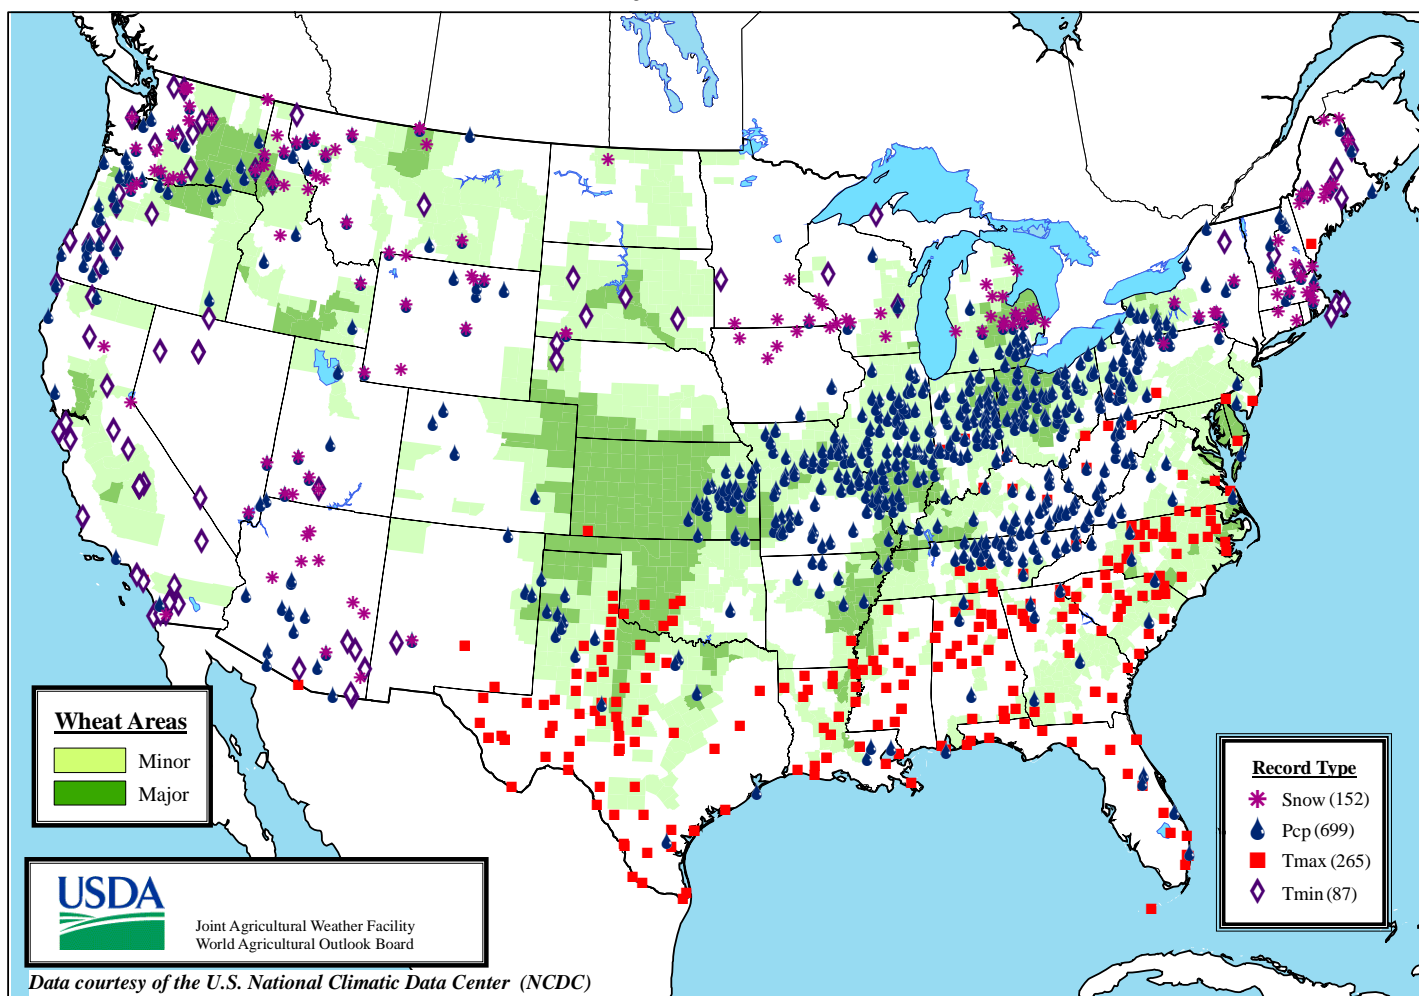 Wheat Areas
Minor
Major
Record Type
Snow (152)
Pcp (699)
Tmax (265)
Tmin (87)
USDA
Joint Agricultural Weather Facility
World Agricultural Outlook Board
Data courtesy of the U.S. National Climatic Data Center (NCDC)